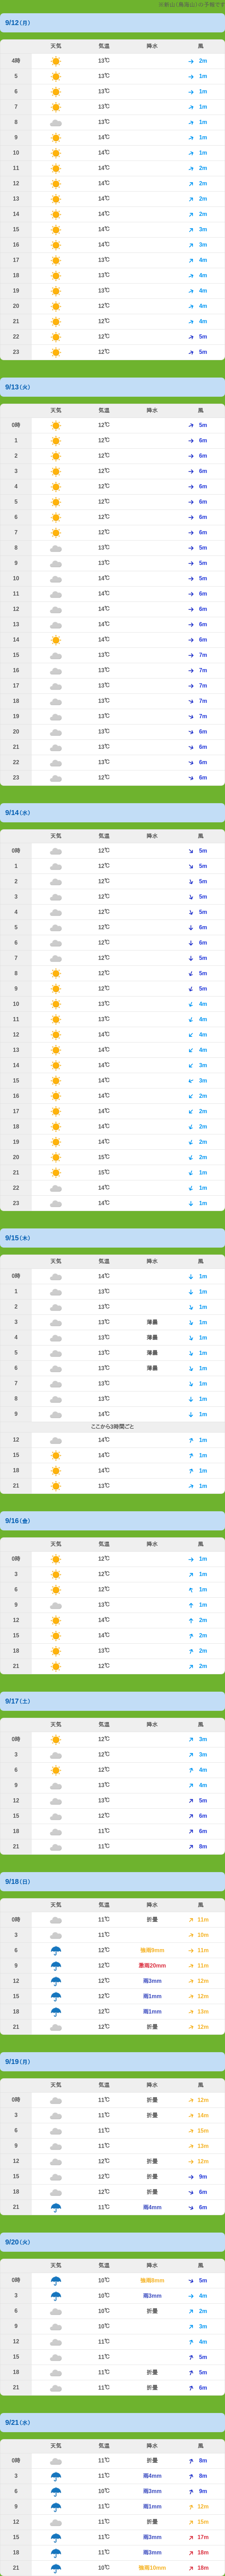 の予報です
9/12(月)
天気 気温 降水 風
4時 13℃ 2m
5 13℃ 1m
6 13℃ 1m
7 13℃ 1m
8 13℃ 1m
9 14℃ 1m
10 14℃ 1m
11 14℃ 2m
12 14℃ 2m
13 14℃ 2m
14 14℃ 2m
15 14℃ 3m
16 14℃ 3m
17 13℃ 4m
18 13℃ 4m
19 13℃ 4m
20 12℃ 4m
21 12℃ 4m
22 12℃ 5m
23 12℃ 5m
9/13(火)
天気 気温 降水 風
0時 12℃ 5m
1 12℃ 6m
2 12℃ 6m
3 12℃ 6m
4 12℃ 6m
5 12℃ 6m
6 12℃ 6m
7 12℃ 6m
8 13℃ 5m
9 13℃ 5m
10 14℃ 5m
11 14℃ 6m
12 14℃ 6m
13 14℃ 6m
14 14℃ 6m
15 13℃ 7m
16 13℃ 7m
17 13℃ 7m
18 13℃ 7m
19 13℃ 7m
20 13℃ 6m
21 13℃ 6m
22 13℃ 6m
23 12℃ 6m
9/14(水)
天気 気温 降水 風
0時 12℃ 5m
1 12℃ 5m
2 12℃ 5m
3 12℃ 5m
4 12℃ 5m
5 12℃ 6m
6 12℃ 6m
7 12℃ 5m
8 12℃ 5m
9 12℃ 5m
10 13℃ 4m
11 13℃ 4m
12 14℃ 4m
13 14℃ 4m
14 14℃ 3m
15 14℃ 3m
16 14℃ 2m
17 14℃ 2m
18 14℃ 2m
19 14℃ 2m
20 15℃ 2m
21 15℃ 1m
22 14℃ 1m
23 14℃ 1m
9/15(木)
天気 気温 降水 風
0時 14℃ 1m
1 13℃ 1m
2 13℃ 1m
3 13℃ 薄曇 1m
4 13℃ 薄曇 1m
5 13℃ 薄曇 1m
6 13℃ 薄曇 1m
7 13℃ 1m
8 13℃ 1m
9 14℃ 1m
ここから3時間ごと
12 14℃ 1m
15 14℃ 1m
18 14℃ 1m
21 13℃ 1m
9/16(金)
天気 気温 降水 風
0時 12℃ 1m
3 12℃ 1m
6 12℃ 1m
9 13℃ 1m
12 14℃ 2m
15 14℃ 2m
18 13℃ 2m
21 12℃ 2m
9/17(土)
天気 気温 降水 風
0時 12℃ 3m
3 12℃ 3m
6 12℃ 4m
9 13℃ 4m
12 13℃ 5m
15 12℃ 6m
18 11℃ 6m
21 11℃ 8m
9/18(日)
天気 気温 降水 風
0時 11℃ 折曇 11m
3 11℃ 10m
6 12℃ 強雨8mm 11m
9 12℃ 激雨20mm 11m
12 12℃ 雨3mm 12m
15 12℃ 雨1mm 12m
18 12℃ 雨1mm 13m
21 12℃ 折曇 12m
9/19(月)
天気 気温 降水 風
0時 11℃ 折曇 12m
3 11℃ 折曇 14m
6 11℃ 15m
9 11℃ 13m
12 12℃ 折曇 12m
15 12℃ 折曇 9m
18 12℃ 折曇 6m
21 11℃ 雨4mm 6m
9/20(火)
天気 気温 降水 風
0時 10℃ 強雨8mm 5m
3 10℃ 雨3mm 4m
6 10℃ 折曇 2m
9 10℃ 3m
12 11℃ 4m
15 11℃ 5m
18 11℃ 折曇 5m
21 11℃ 折曇 6m
9/21(水)
天気 気温 降水 風
0時 11℃ 折曇 8m
3 11℃ 雨4mm 8m
6 10℃ 雨3mm 9m
9 11℃ 雨1mm 12m
12 11℃ 折曇 15m
15 11℃ 雨3mm 17m
18 11℃ 雨3mm 18m
21 10℃ 強雨10mm 18m